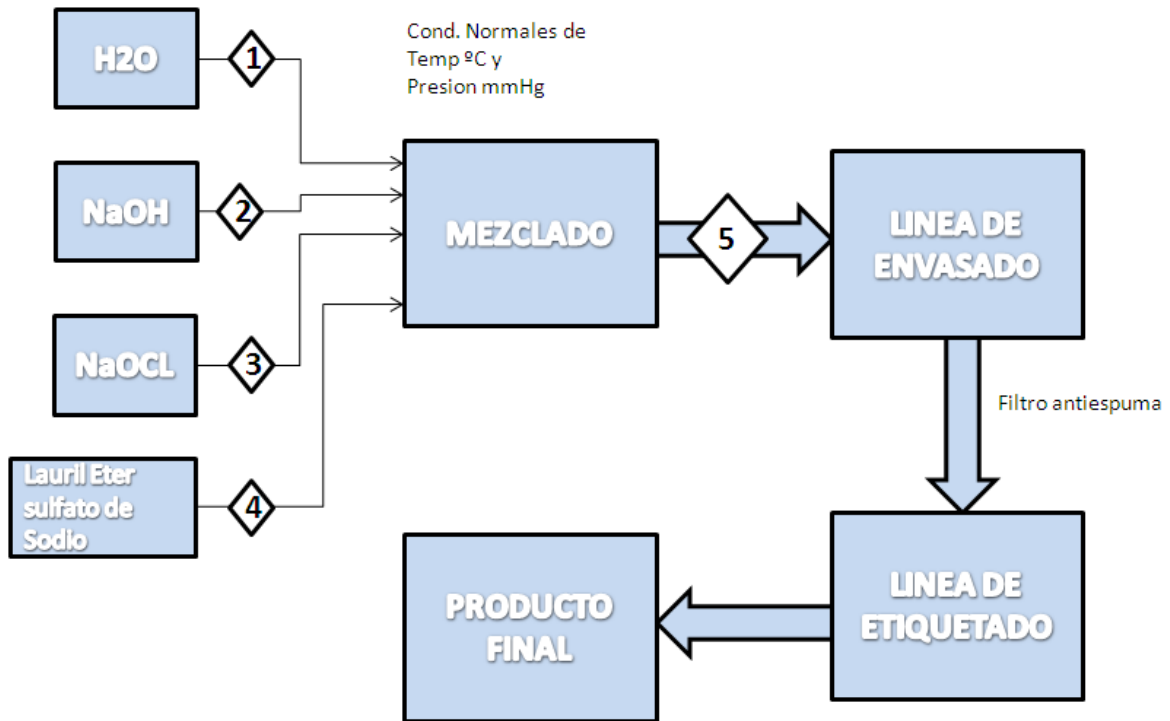 H2O
1
Cond. Normales de
Temp ºC y
Presion mmHg
NaOH
2
MEZCLADO
5
LINEA DE
ENVASADO
NaOCL
3
Filtro antiespuma
Lauril Eter
sulfato de
Sodio
4
PRODUCTO
FINAL
LINEA DE
ETIQUETADO